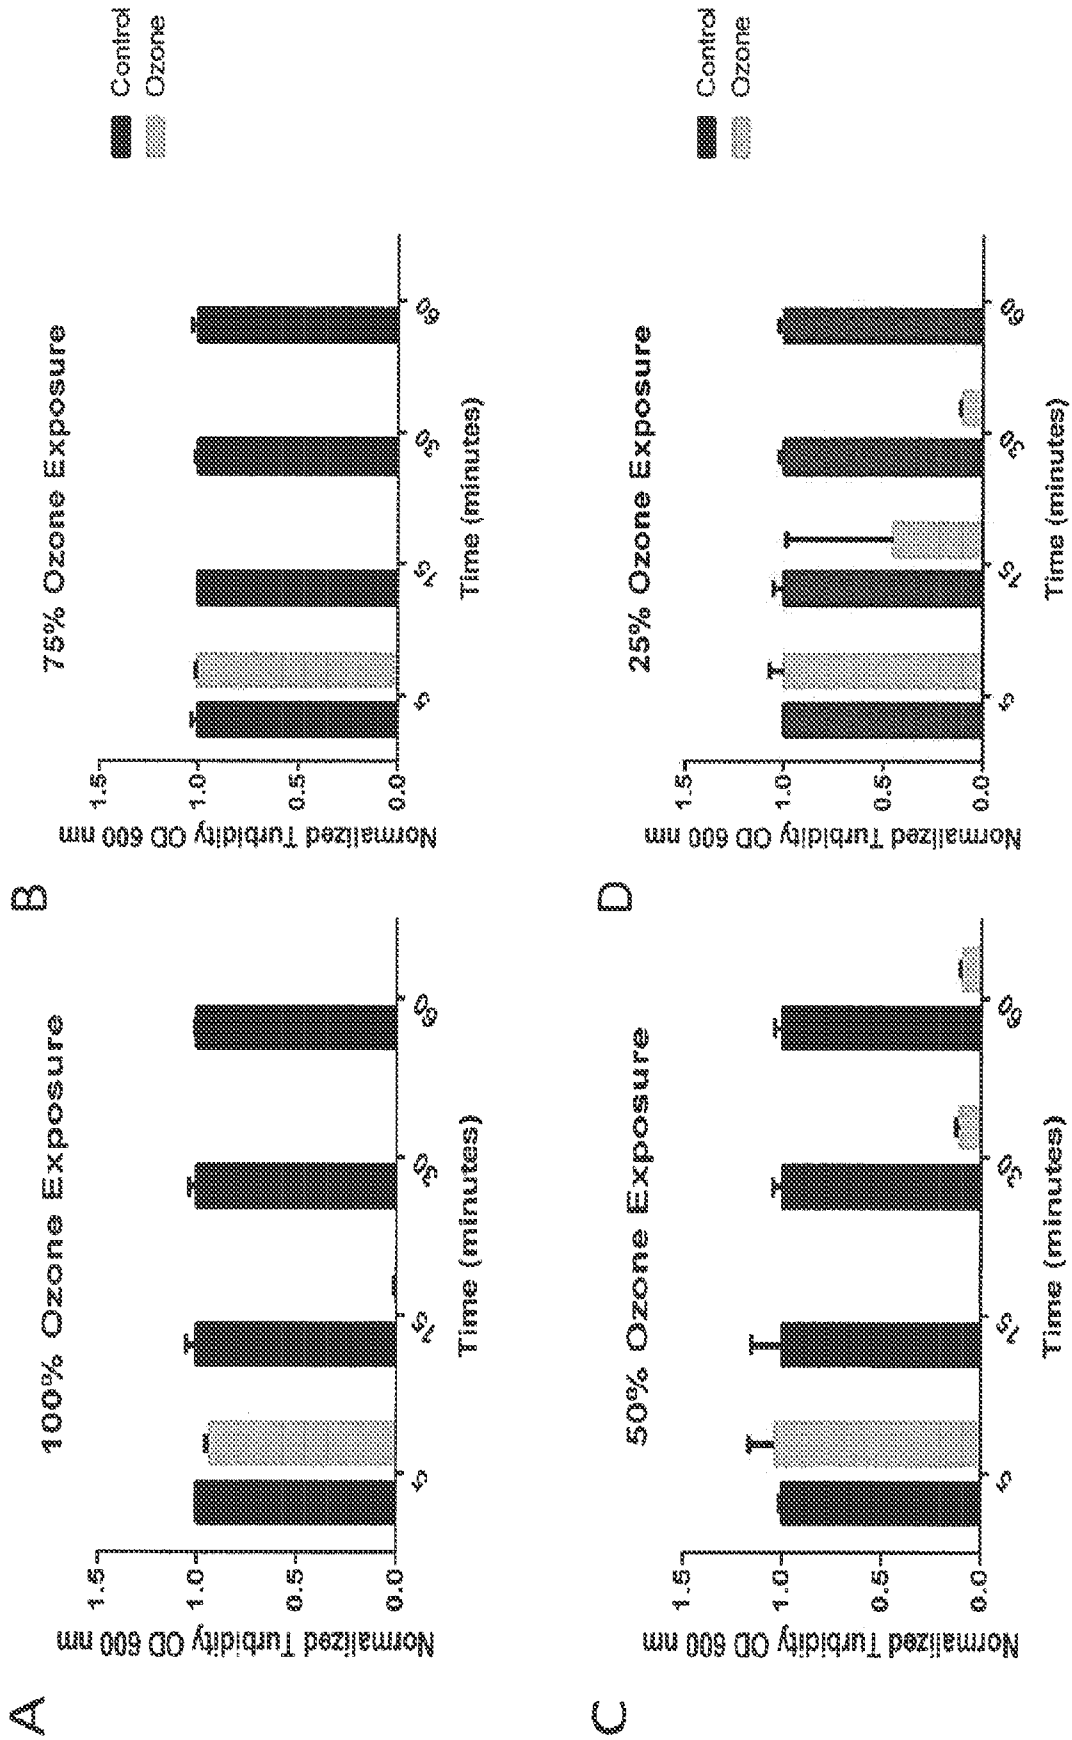 A
100% Ozone Exposure
Normalized Turbidity OD 600 nm
1.5
1.0
0.5
0.0
5
15
30
60
Time (minutes)
B
75% Ozone Exposure
Normalized Turbidity OD 600 nm
1.5
1.0
0.5
0.0
5
15
30
60
Time (minutes)
Control
Ozone
C
50% Ozone Exposure
Normalized Turbidity OD 600 nm
1.5
1.0
0.5
0.0
5
15
30
60
Time (minutes)
D
25% Ozone Exposure
Normalized Turbidity OD 600 nm
1.5
1.0
0.5
0.0
5
15
30
60
Time (minutes)
Control
Ozone